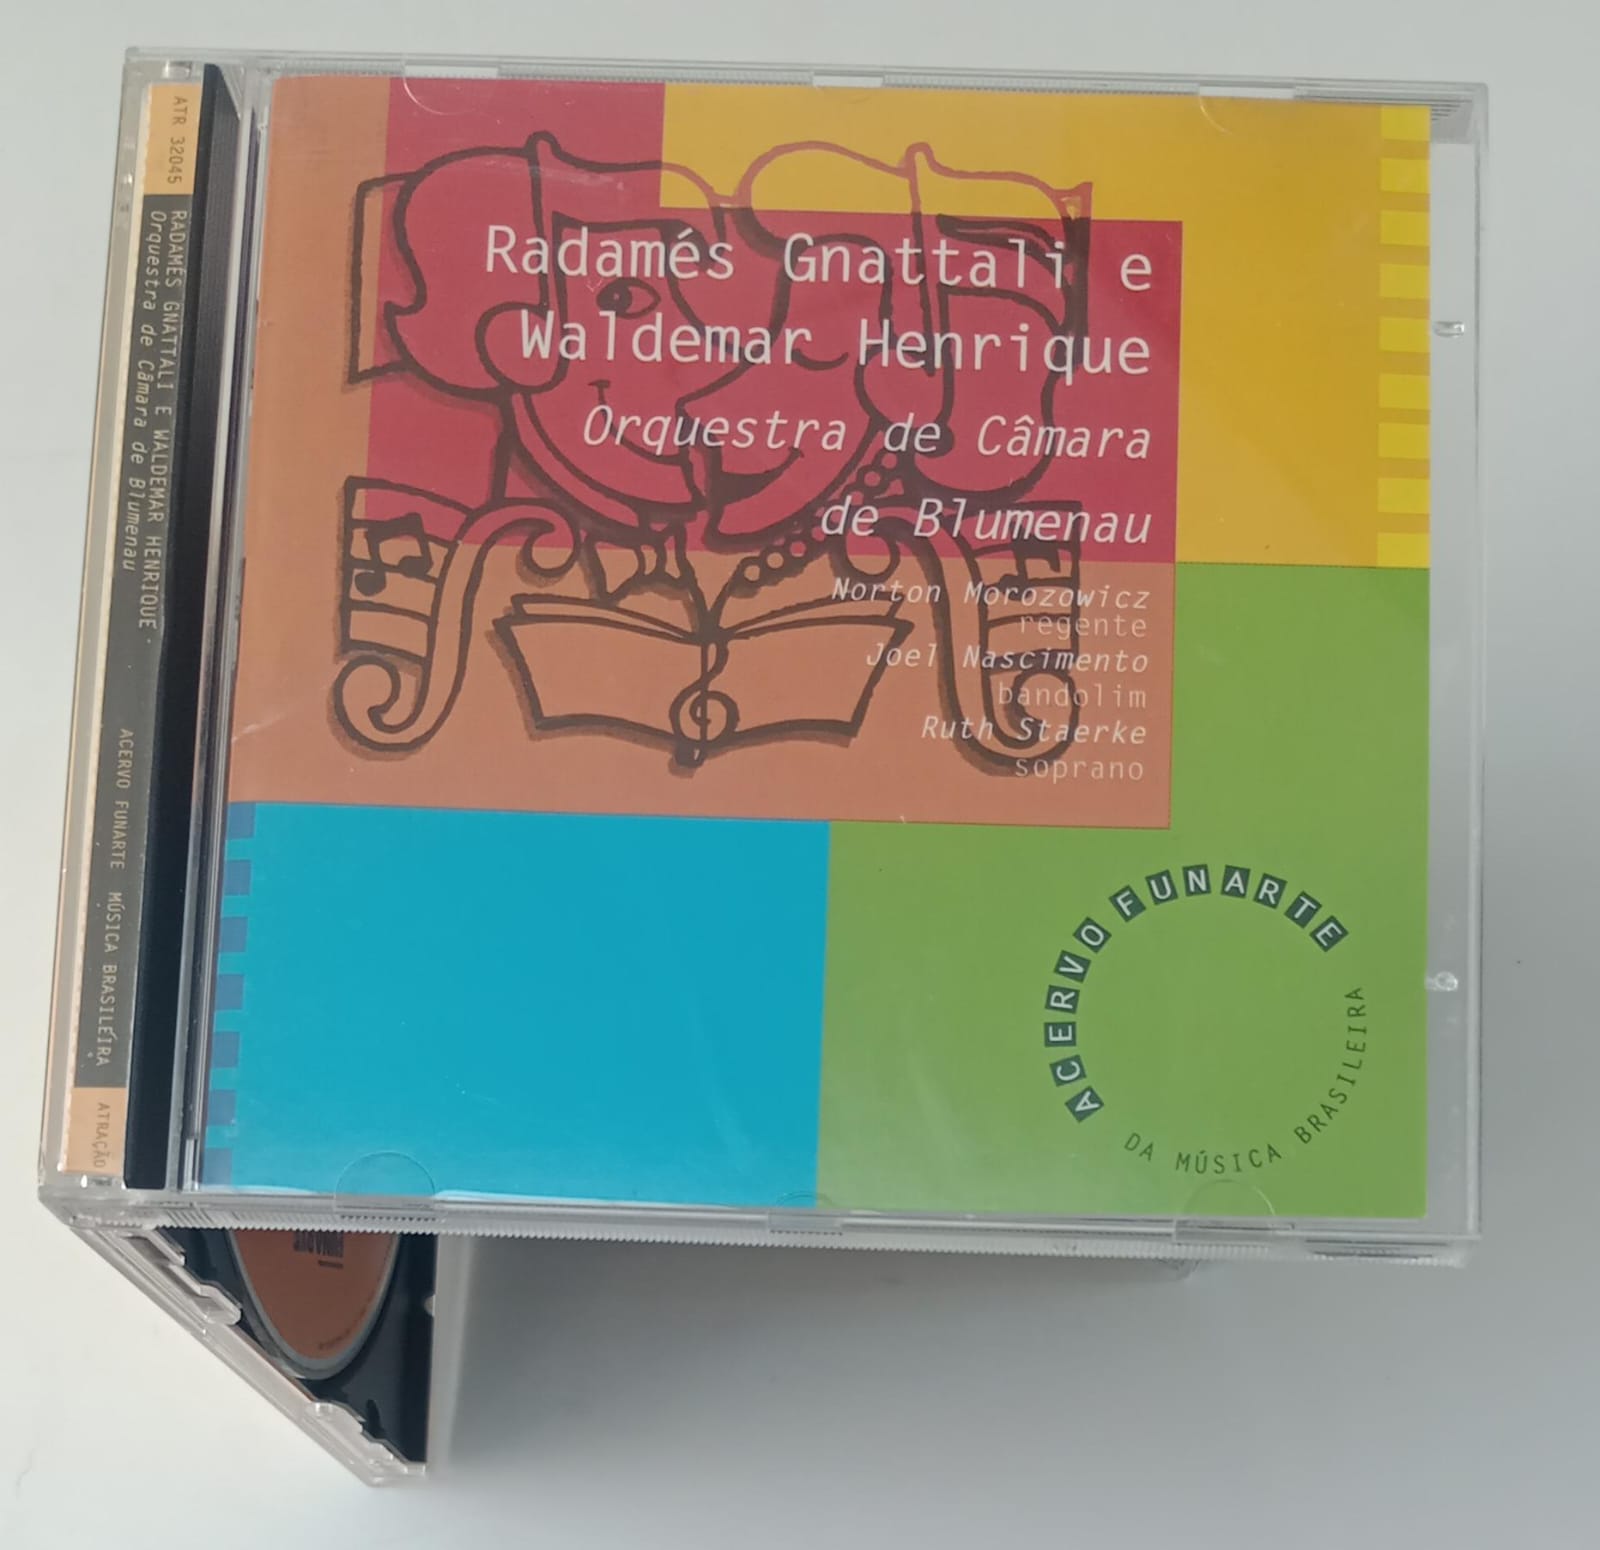 Radamés Gnattali e
Waldemar Henrique
Orquestra de Câmara
de Blumenau
Norton Morozowicz
regente
Joel Nascimento
bandolim
Ruth Staerke
soprano
ACERVO FUNARTE
DA MÚSICA BRASILEIRA
ATR 32045
RADAMÉS GNATTALI E WALDEMAR HENRIQUE ·
Orquestra de Câmara de Blumenau
ACERVO FUNARTE MÚSICA BRASILEIRA
ATRAÇÃO